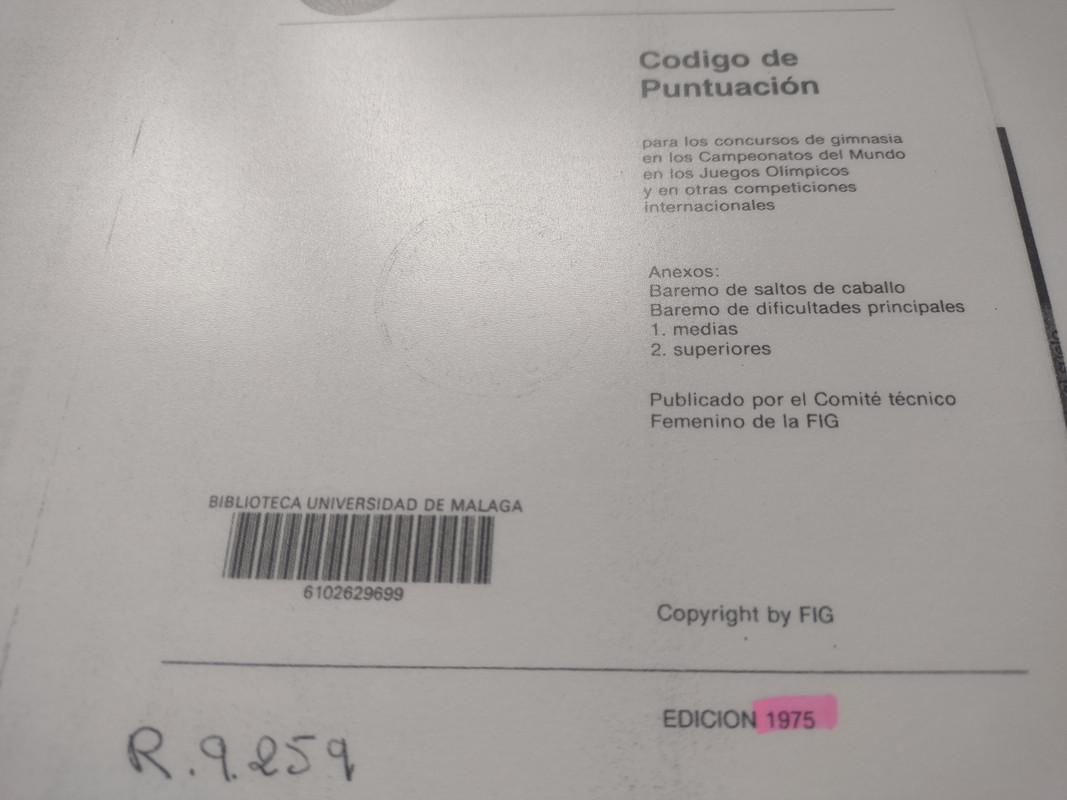 Codigo de
Puntuación
para los concursos de gimnasia
en los Campeonatos del Mundo
en los Juegos Olímpicos
y en otras competiciones
internacionales
Anexos:
Baremo de saltos de caballo
Baremo de dificultades principales
1. medias
2. superiores
Publicado por el Comité técnico
Femenino de la FIG
BIBLIOTECA UNIVERSIDAD DE MALAGA
6102629699
Copyright by FIG
EDICION 1975
R.9.259